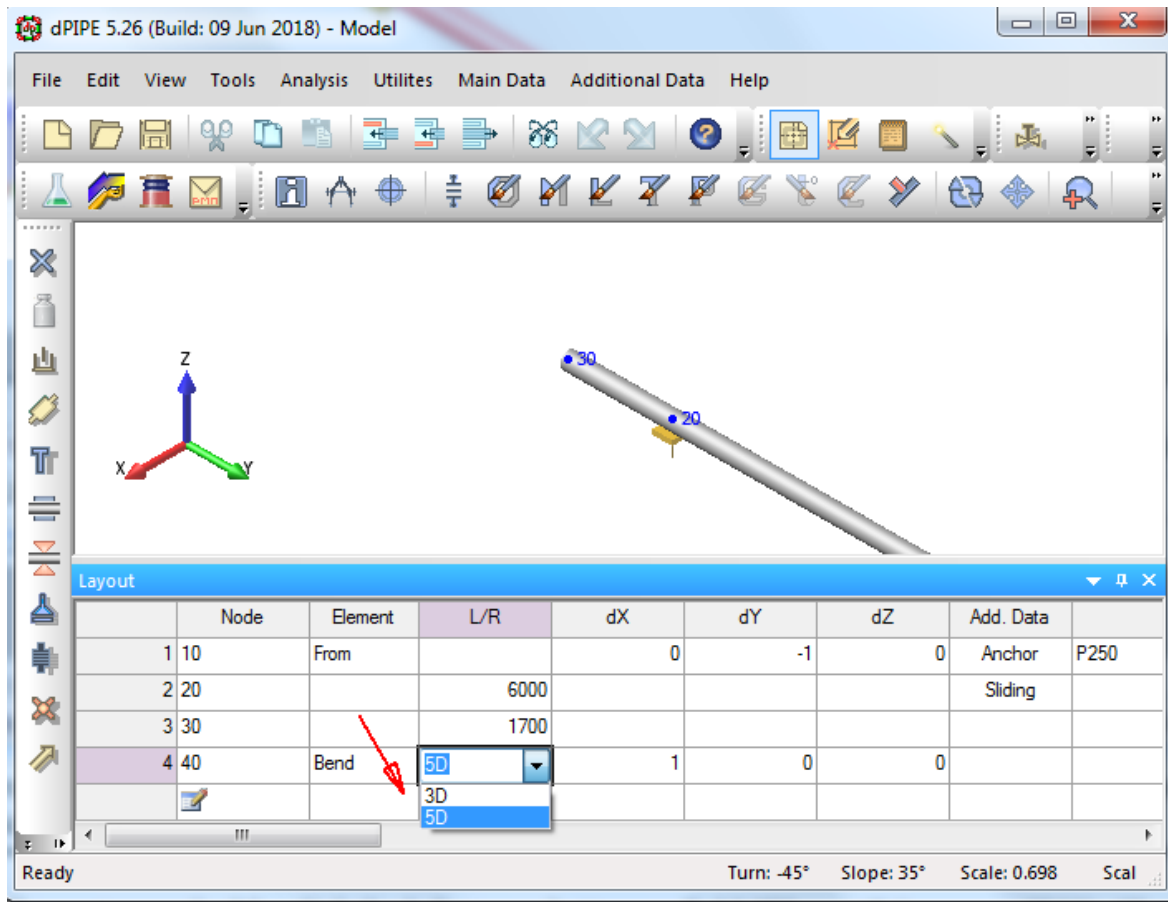 dPIPE 5.26 (Build: 09 Jun 2018) - Model
File Edit View Tools Analysis Utilites Main Data Additional Data Help
PMD
30
20
Z
X
Y
Layout
Node Element L/R dX dY dZ Add. Data
1 10 From 0 -1 0 Anchor P250
2 20 6000 Sliding
3 30 1700
4 40 Bend 5D 1 0 0
3D
5D
Ready Turn: -45° Slope: 35° Scale: 0.698 Scal